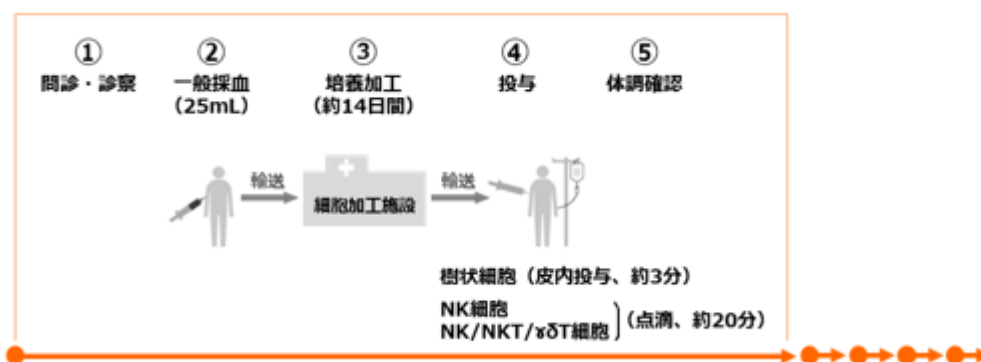 ①
問診・診察
②
一般採血
（25mL）
③
培養加工
（約14日間）
④
投与
⑤
体調確認
輸送
細胞加工施設
輸送
樹状細胞（皮内投与、約3分）
NK細胞
NK/NKT/γδT細胞
（点滴、約20分）